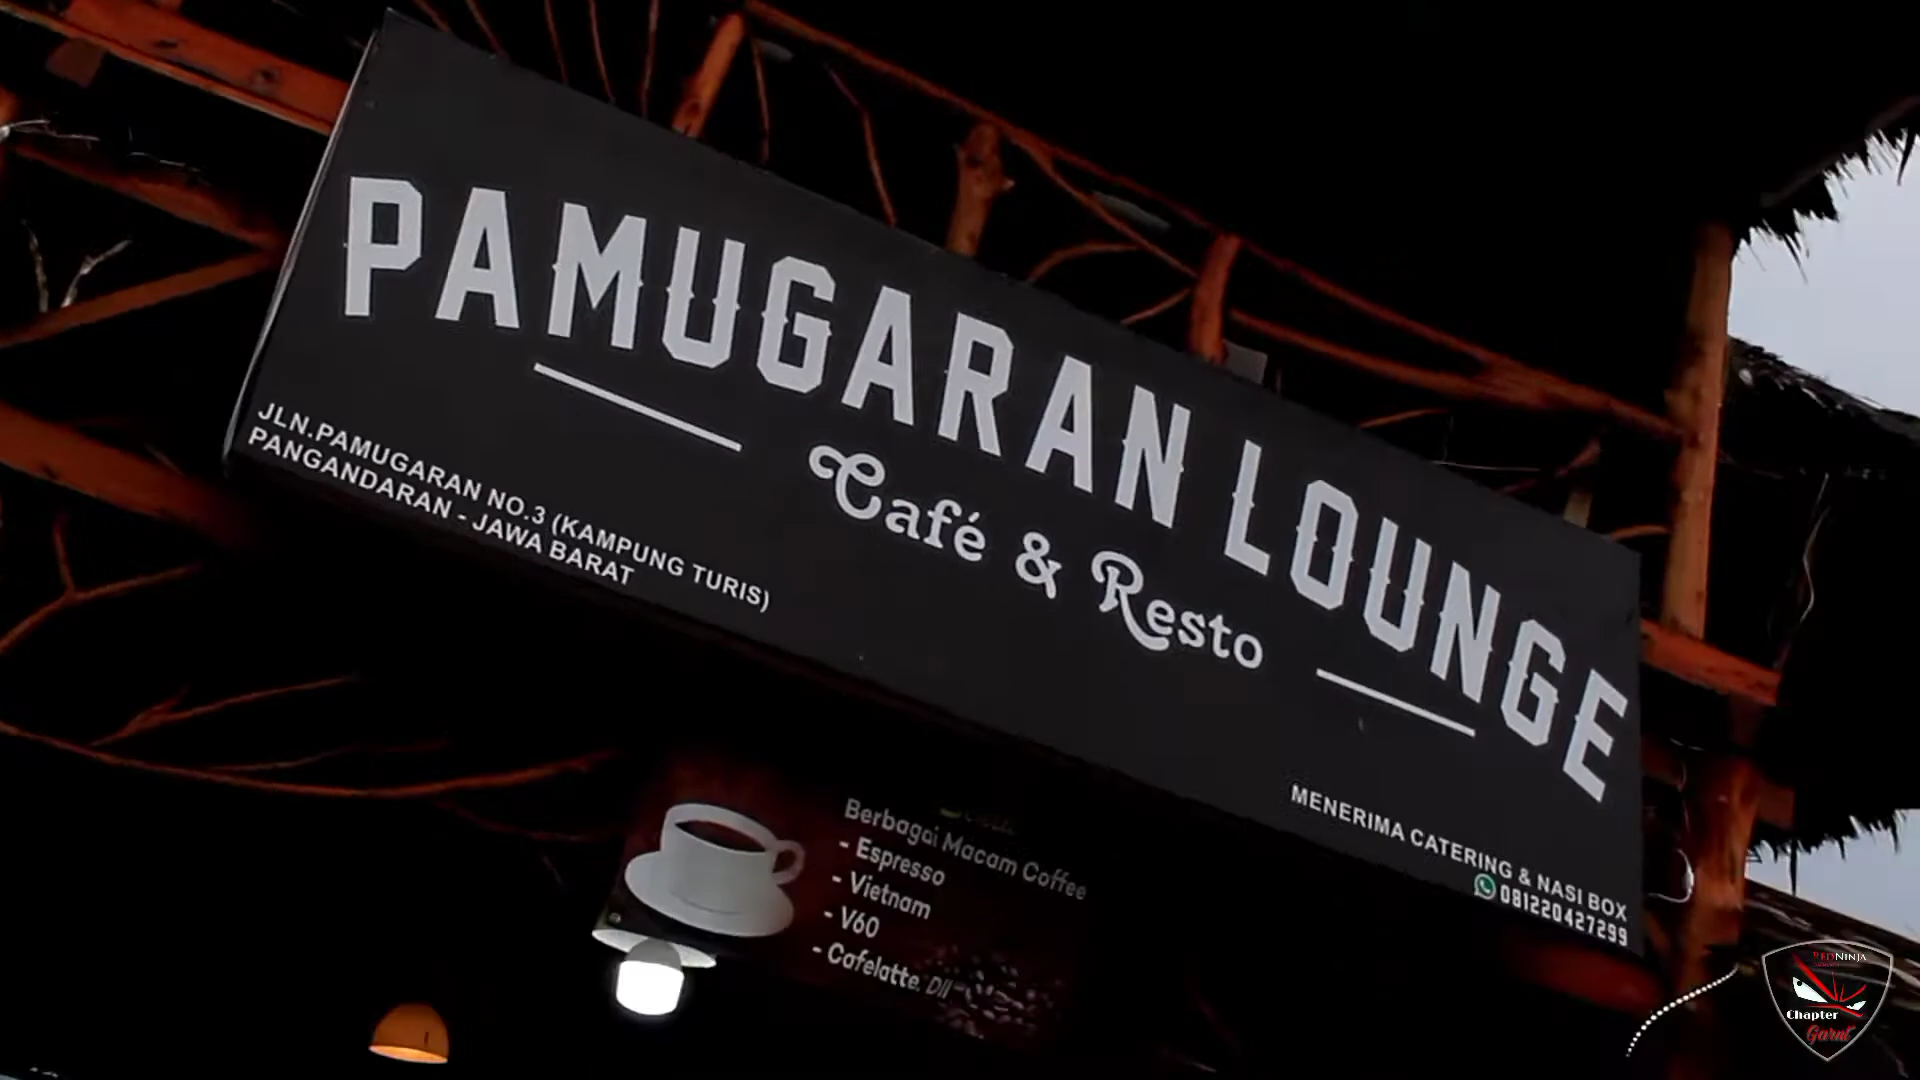 PAMUGARAN LOUNGE
Café & Resto
JLN.PAMUGARAN NO.3 (KAMPUNG TURIS)
PANGANDARAN - JAWA BARAT
MENERIMA CATERING & NASI BOX
081220427299
Berbagai Macam Coffee
- Espresso
- Vietnam
- V60
- Cafelatte. Dll
REDNINJA
Chapter
Garut